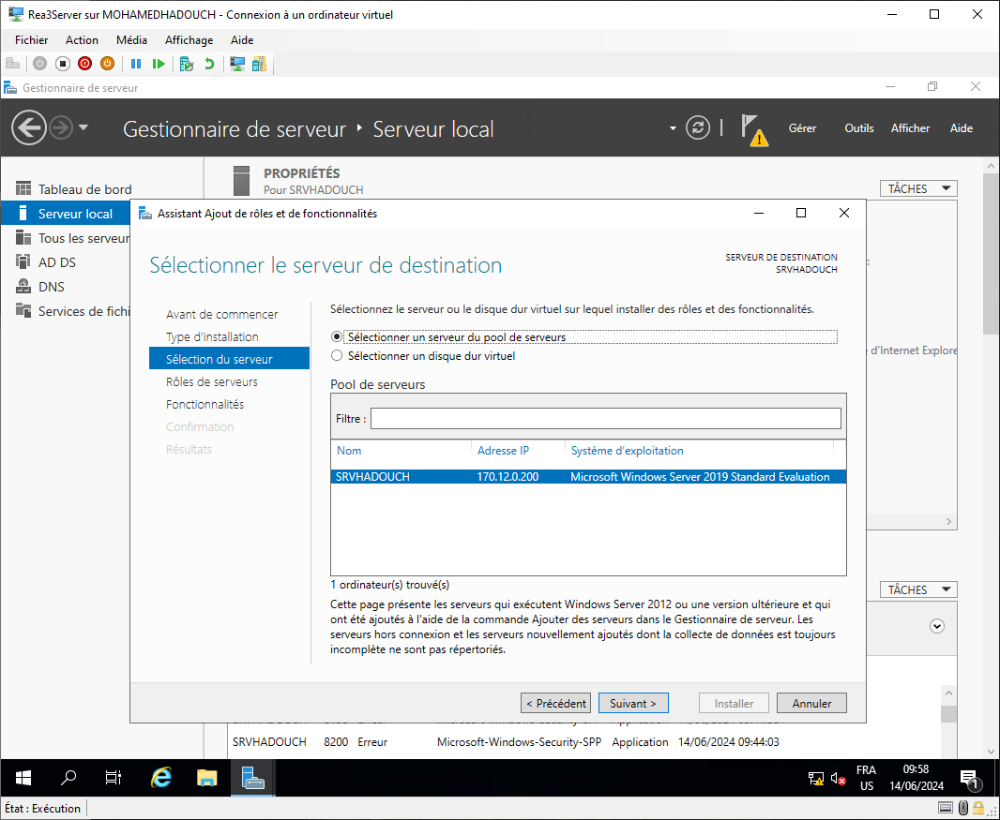 Rea3Server sur MOHAMEDHADOUCH - Connexion à un ordinateur virtuel
Fichier Action Média Affichage Aide
Gestionnaire de serveur
Gestionnaire de serveur Serveur local
Gérer Outils Afficher Aide
Tableau de bord
Serveur local
Tous les serveur
AD DS
DNS
Services de fichi
PROPRIÉTÉS
Pour SRVHADOUCH
TÂCHES
Assistant Ajout de rôles et de fonctionnalités
Sélectionner le serveur de destination
SERVEUR DE DESTINATION
SRVHADOUCH
Avant de commencer
Type d'installation
Sélection du serveur
Rôles de serveurs
Fonctionnalités
Confirmation
Résultats
Sélectionnez le serveur ou le disque dur virtuel sur lequel installer des rôles et des fonctionnalités.
Sélectionner un serveur du pool de serveurs
Sélectionner un disque dur virtuel
Pool de serveurs
Filtre :
Nom Adresse IP Système d'exploitation
SRVHADOUCH 170.12.0.200 Microsoft Windows Server 2019 Standard Evaluation
1 ordinateur(s) trouvé(s)
Cette page présente les serveurs qui exécutent Windows Server 2012 ou une version ultérieure et qui
ont été ajoutés à l'aide de la commande Ajouter des serveurs dans le Gestionnaire de serveur. Les
serveurs hors connexion et les serveurs nouvellement ajoutés dont la collecte de données est toujours
incomplète ne sont pas répertoriés.
< Précédent Suivant > Installer Annuler
d'Internet Explore
TÂCHES
SRVHADOUCH 8200 Erreur Microsoft-Windows-Security-SPP Application 14/06/2024 09:44:03
FRA
US
09:58
14/06/2024
1
État : Exécution